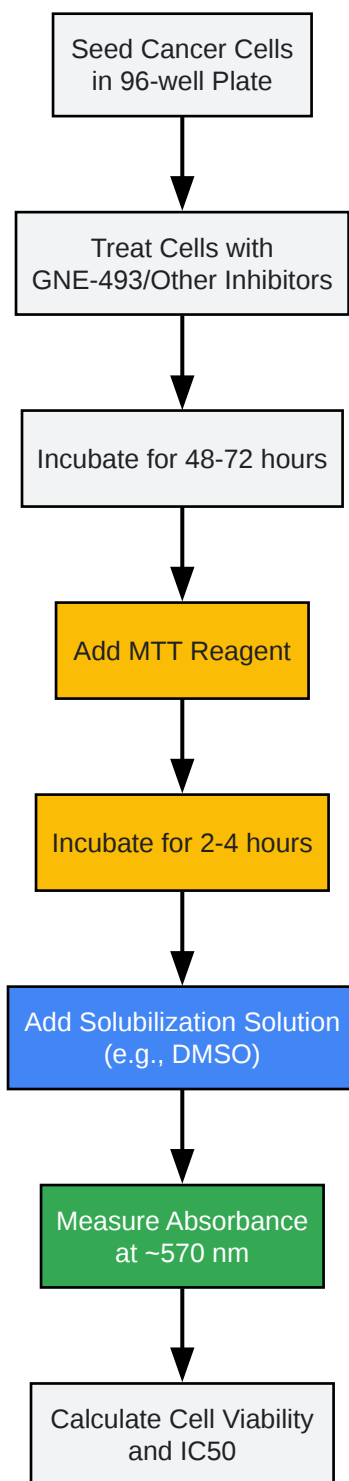 Seed Cancer Cells
in 96-well Plate
Treat Cells with
GNE-493/Other Inhibitors
Incubate for 48-72 hours
Add MTT Reagent
Incubate for 2-4 hours
Add Solubilization Solution
(e.g., DMSO)
Measure Absorbance
at ~570 nm
Calculate Cell Viability
and IC50